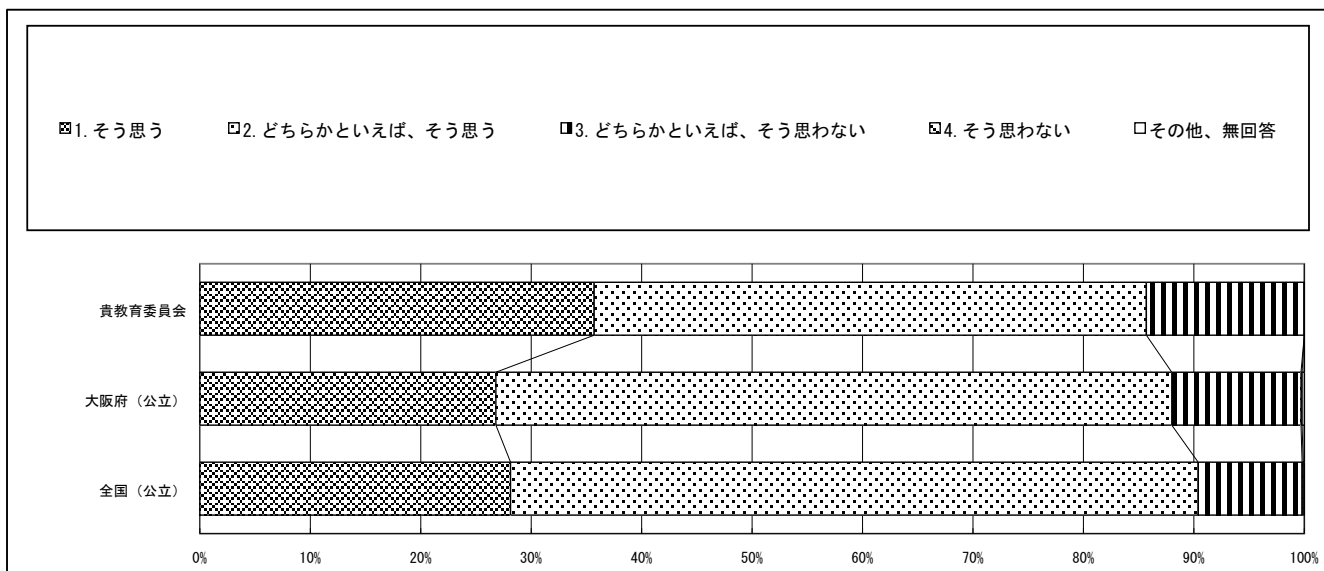 1. そう思う 2. どちらかといえば、そう思う 3. どちらかといえば、そう思わない 4. そう思わない その他、無回答
貴教育委員会
大阪府（公立）
全国（公立）
0% 10% 20% 30% 40% 50% 60% 70% 80% 90% 100%